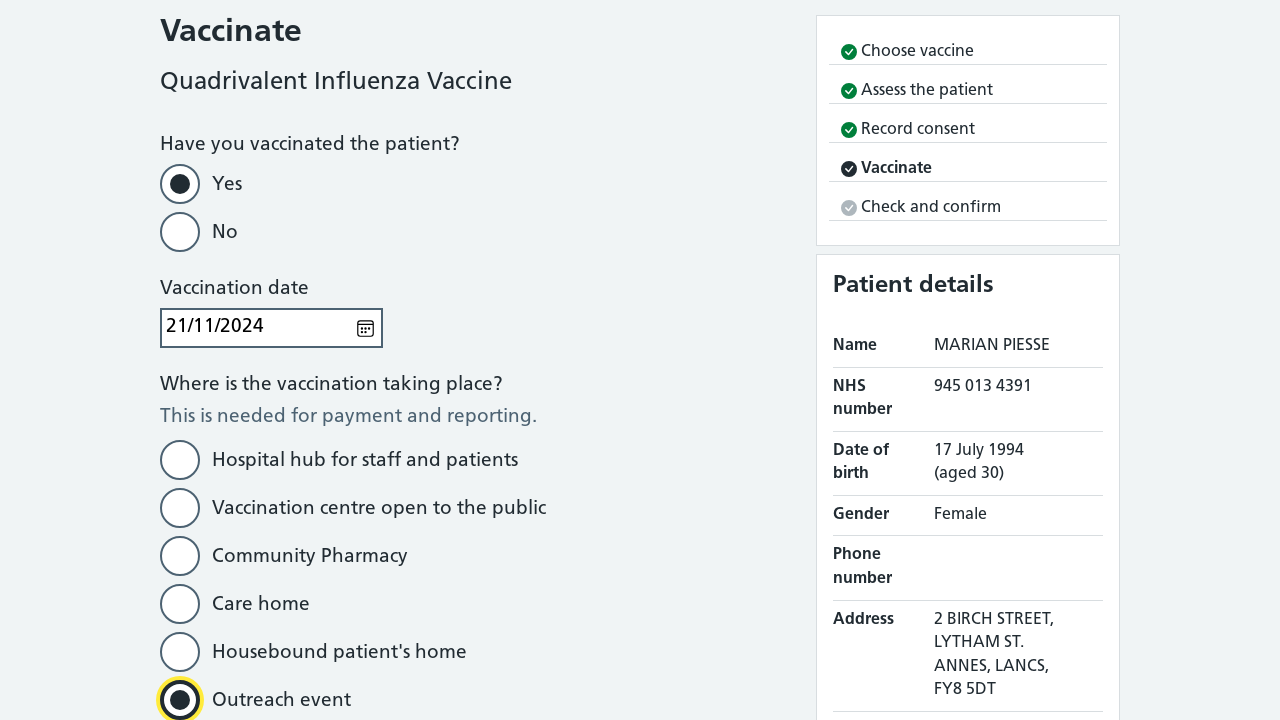 Vaccinate
Quadrivalent Influenza Vaccine
Have you vaccinated the patient?
Yes
No
Vaccination date
21/11/2024
Where is the vaccination taking place?
This is needed for payment and reporting.
Hospital hub for staff and patients
Vaccination centre open to the public
Community Pharmacy
Care home
Housebound patient's home
Outreach event
Choose vaccine
Assess the patient
Record consent
Vaccinate
Check and confirm
Patient details
Name MARIAN PIESSE
NHS 945 013 4391
number
Date of 17 July 1994
birth (aged 30)
Gender Female
Phone
number
Address 2 BIRCH STREET,
LYTHAM ST.
ANNES, LANCS,
FY8 5DT